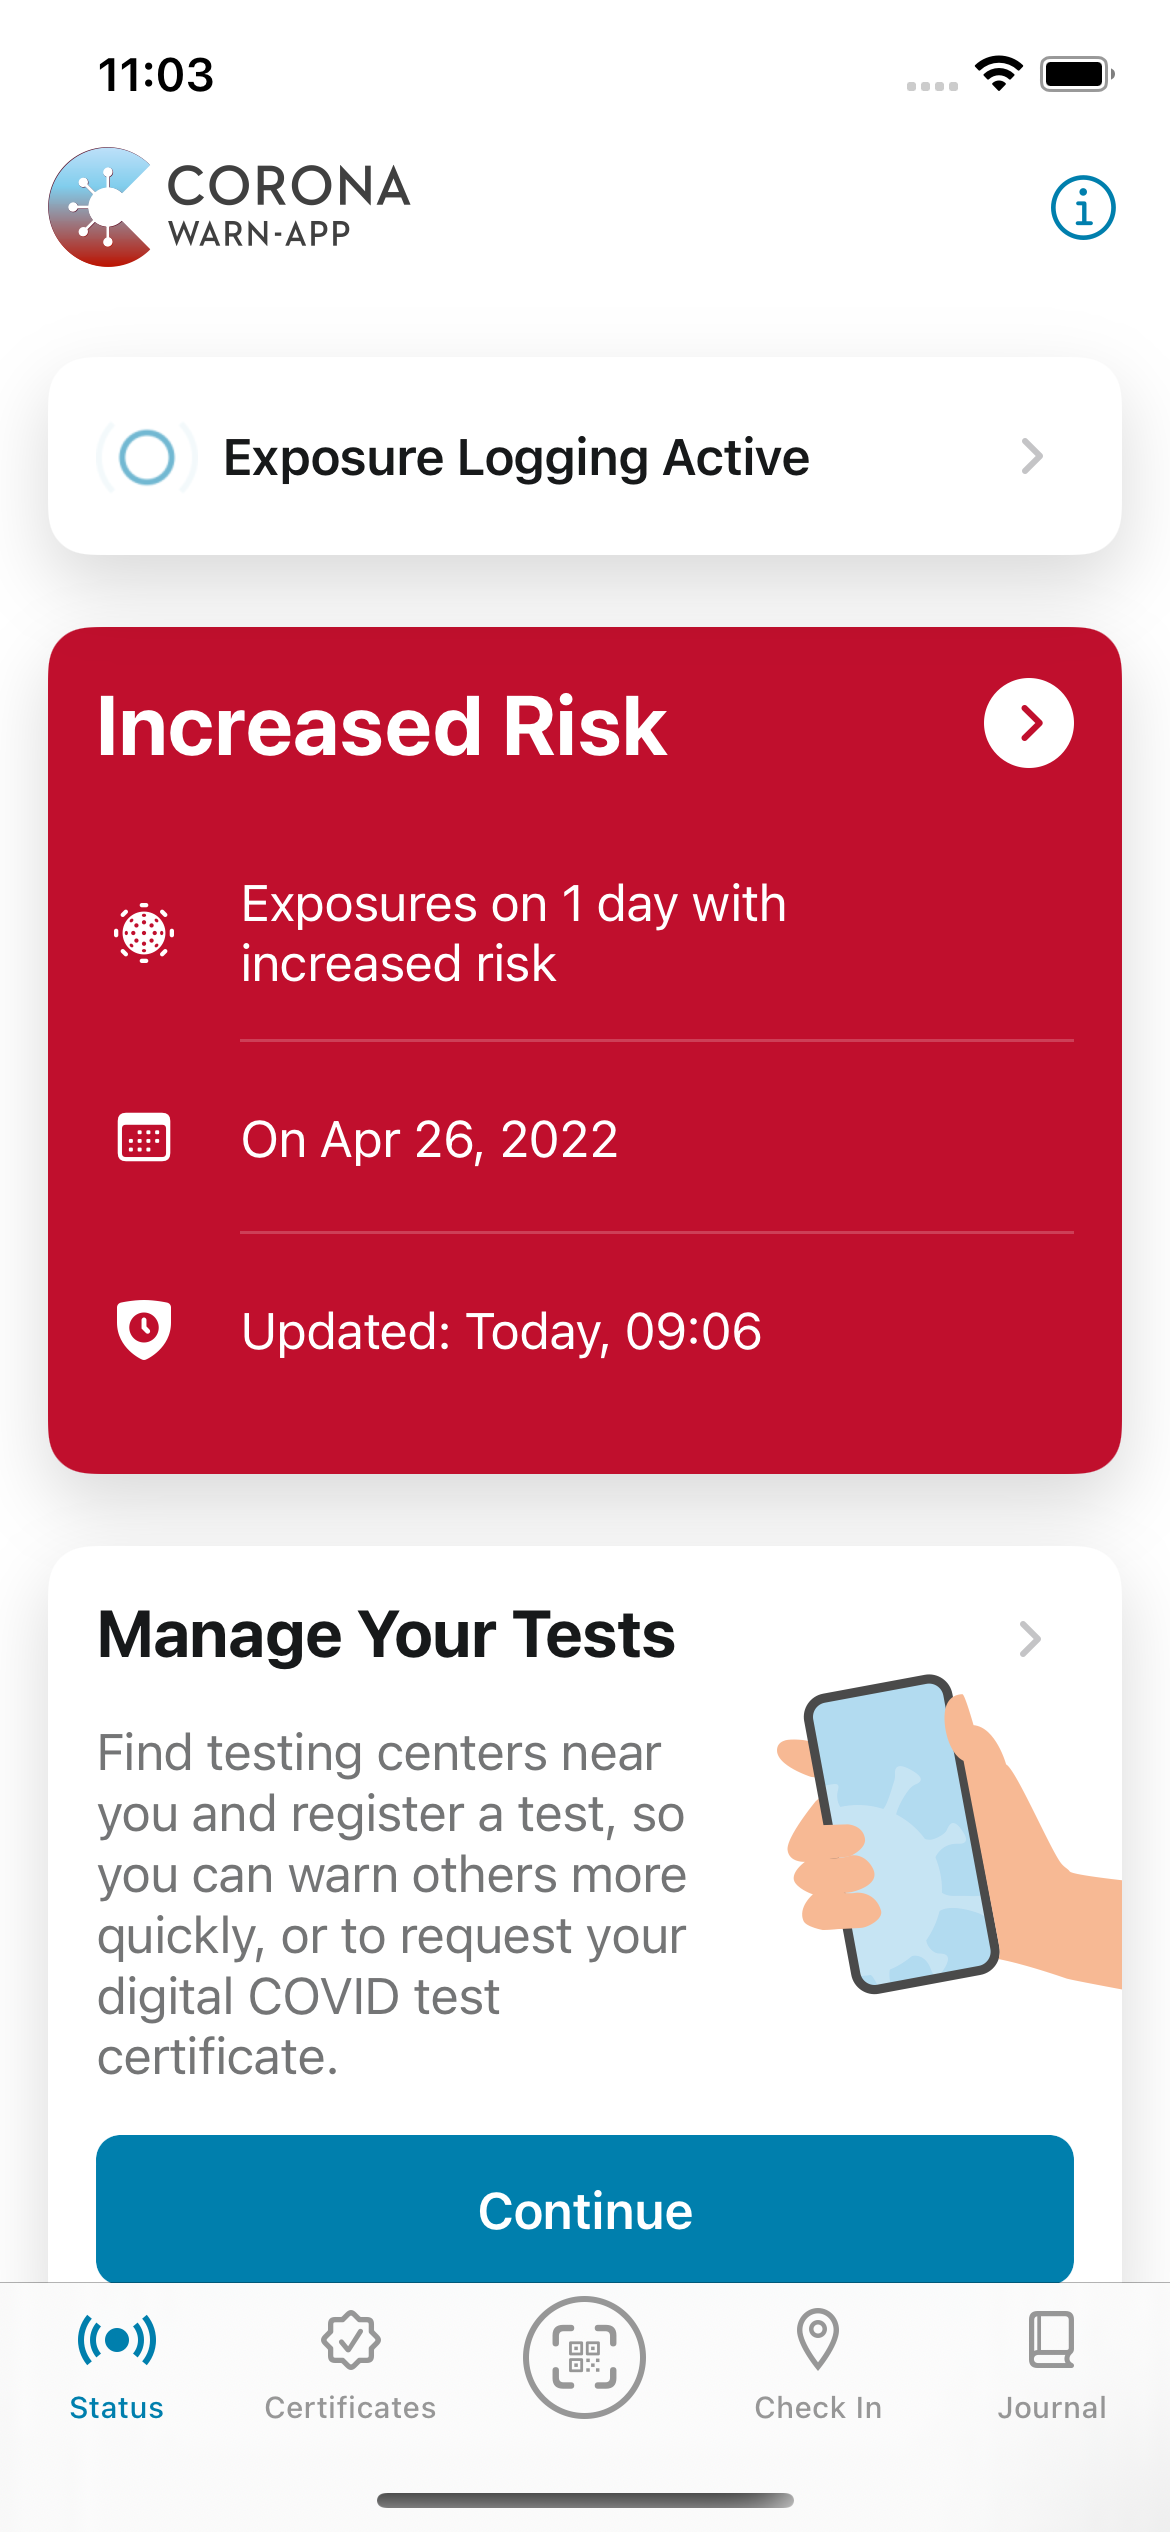 11:03
CORONA
WARN-APP
Exposure Logging Active
Increased Risk
Exposures on 1 day with
increased risk
On Apr 26, 2022
Updated: Today, 09:06
Manage Your Tests
Find testing centers near
you and register a test, so
you can warn others more
quickly, or to request your
digital COVID test
certificate.
Continue
Status
Certificates
Check In
Journal